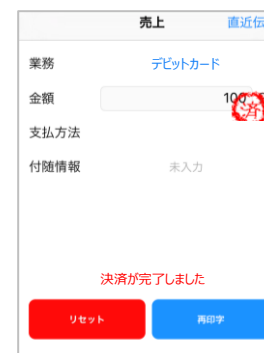 売上 直近伝
業務 デビットカード
金額 100
済
支払方法
付随情報 未入力
決済が完了しました
リセット 再印字